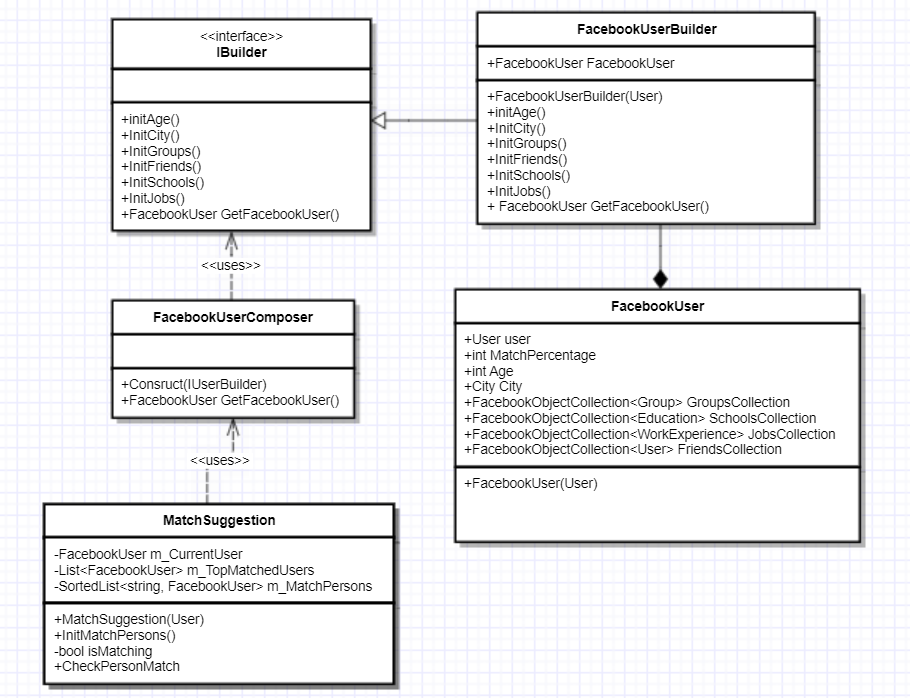 <<interface>>
IBuilder
+initAge()
+InitCity()
+InitGroups()
+InitFriends()
+InitSchools()
+InitJobs()
+FacebookUser GetFacebookUser()
FacebookUserBuilder
+FacebookUser FacebookUser
+FacebookUserBuilder(User)
+initAge()
+InitCity()
+InitGroups()
+InitFriends()
+InitSchools()
+InitJobs()
+ FacebookUser GetFacebookUser()
<<uses>>
FacebookUserComposer
+Consruct(IUserBuilder)
+FacebookUser GetFacebookUser()
FacebookUser
+User user
+int MatchPercentage
+int Age
+City City
+FacebookObjectCollection<Group> GroupsCollection
+FacebookObjectCollection<Education> SchoolsCollection
+FacebookObjectCollection<WorkExperience> JobsCollection
+FacebookObjectCollection<User> FriendsCollection
+FacebookUser(User)
<<uses>>
MatchSuggestion
-FacebookUser m_CurrentUser
-List<FacebookUser> m_TopMatchedUsers
-SortedList<string, FacebookUser> m_MatchPersons
+MatchSuggestion(User)
+InitMatchPersons()
-bool isMatching
+CheckPersonMatch